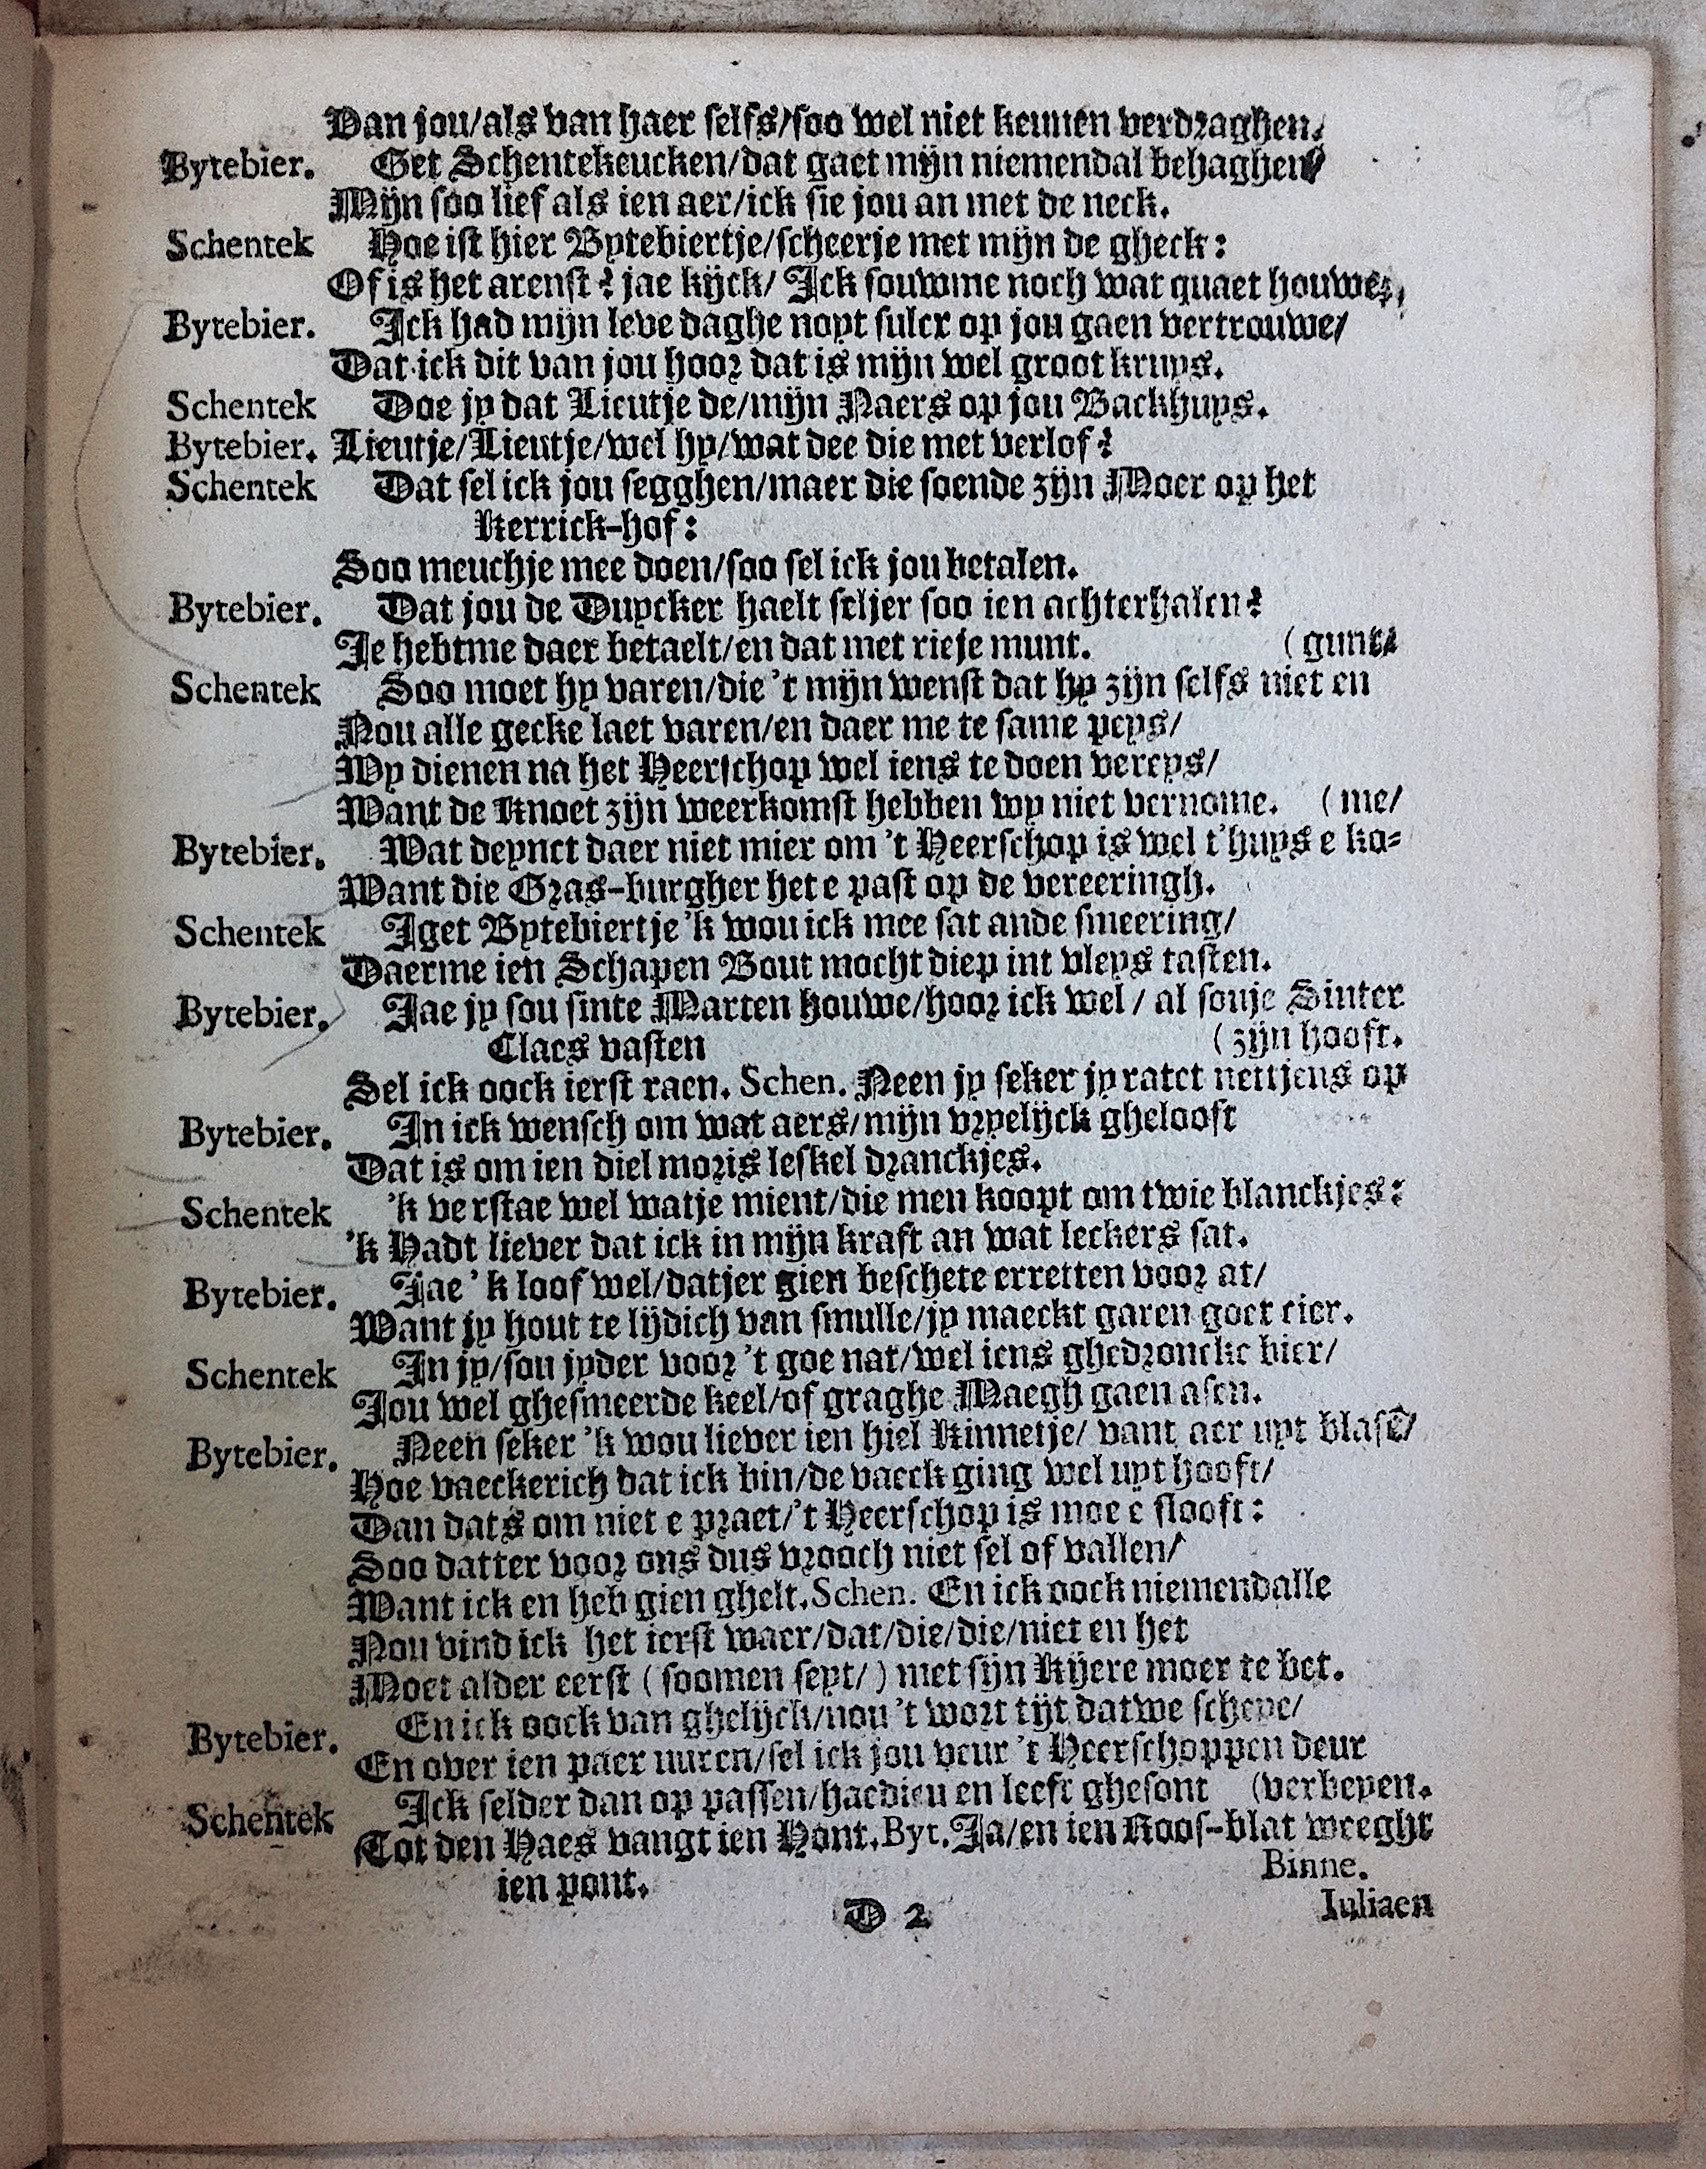 25
Van jou/als van haer selfs/soo wel niet kennen verdraghen.
Bytebier. Get Schentekeucken/dat gaet mijn niemendal behaghen/
Mijn soo lief als ien aer/ick sie jou an met de neck.
Schentek Hoe ist hier Bytebiertje/scheerje met mijn de gheck:
Of is het arenst? jae kijck/ Ick souwme noch wat quaet houwe,
Bytebier. Ick had mijn leve daghe noyt sulcx op jou gaen vertrouwe/
Dat ick dit van jou hoor dat is mijn wel groot kruys.
Schentek Doe jy dat Lieutje de/mijn Naers op jou Backhuys.
Bytebier. Lieutje/Lieutje/wel hy/wat dee die met verlof?
Schentek Dat sel ick jou segghen/maer die soende zijn Moer op het
Kerrick-hof:
Soo meuchje mee doen/soo sel ick jou betalen.
Bytebier. Dat jou de Duycker haelt seljer soo ien achterhalen?
Je hebtme daer betaelt/en dat met rieje munt. (gunt/
Schentek Soo moet hy varen/die 't mijn wenst dat hy zijn selfs niet en
Nou alle gecke laet varen/en daer me te same peys/
Wy dienen na het Heerschop wel iens te doen vereys/
Want de Knoet zijn weerkomst hebben wy niet vernome. (me/
Bytebier. Wat deynct daer niet mier om 't Heerschop is wel t'huys e ko-
Want die Gras-burgher het e past op de vereeringh.
Schentek Iget Bytebiertje 'k wou ick mee sat ande smeering/
Daerme ien Schapen Bout mocht diep int vleys tasten.
Bytebier. Jae jy sou sinte Marten houwe/hoor ick wel / al souje Sinter
Claes vasten (zijn hooft.
Sel ick oock ierst raen. Schen. Neen jy seker jy ratet nettjens op
Bytebier. In ick wensch om wat aers/mijn vryelijck ghelooft
Dat is om ien diel moris leskel dranckjes.
Schentek 'k verstae wel watje mient/die men koopt om twie blanckjes:
'k Hadt liever dat ick in mijn kraft an wat leckers sat.
Bytebier. Jae 'k loof wel/datjer gien beschete erretten voor at/
Want jy hout te lijdich van smulle/jy maeckt garen goet cier.
Schentek In jy/sou jyder voor 't goe nat/wel iens ghedroncke bier/
Jou wel ghesmeerde keel/of graghe Maegh gaen asen.
Bytebier. Neen seker 'k wou liever ien hiel Kinnetje/ vant aer uyt blasē/
Hoe vaeckerich dat ick bin/de vaeck ging wel uyt hooft/
Dan dats om niet e praet/'t Heerschop is moe e slooft:
Soo datter voor ons dus vrooch niet sel of vallen/
Want ick en heb gien ghelt. Schen. En ick oock niemendalle
Nou vind ick het ierst waer/dat/die/die/niet en het
Moet alder eerst (soomen seyt/) met sijn Kijere moer te bet.
Bytebier. En ick oock van ghelijck/nou 't wort tijt datwe scheye/
En over ien paer uuren/sel ick jou veur 't Heerschoppen deur
Schentek Ick selder dan op passen/haedieu en leeft ghesont (verbeyen.
Tot den Haes vangt ien Hont. Byt. Ja/en ien Roos-blat weeght
ien pont. Binne.
D 2 Iuliaen